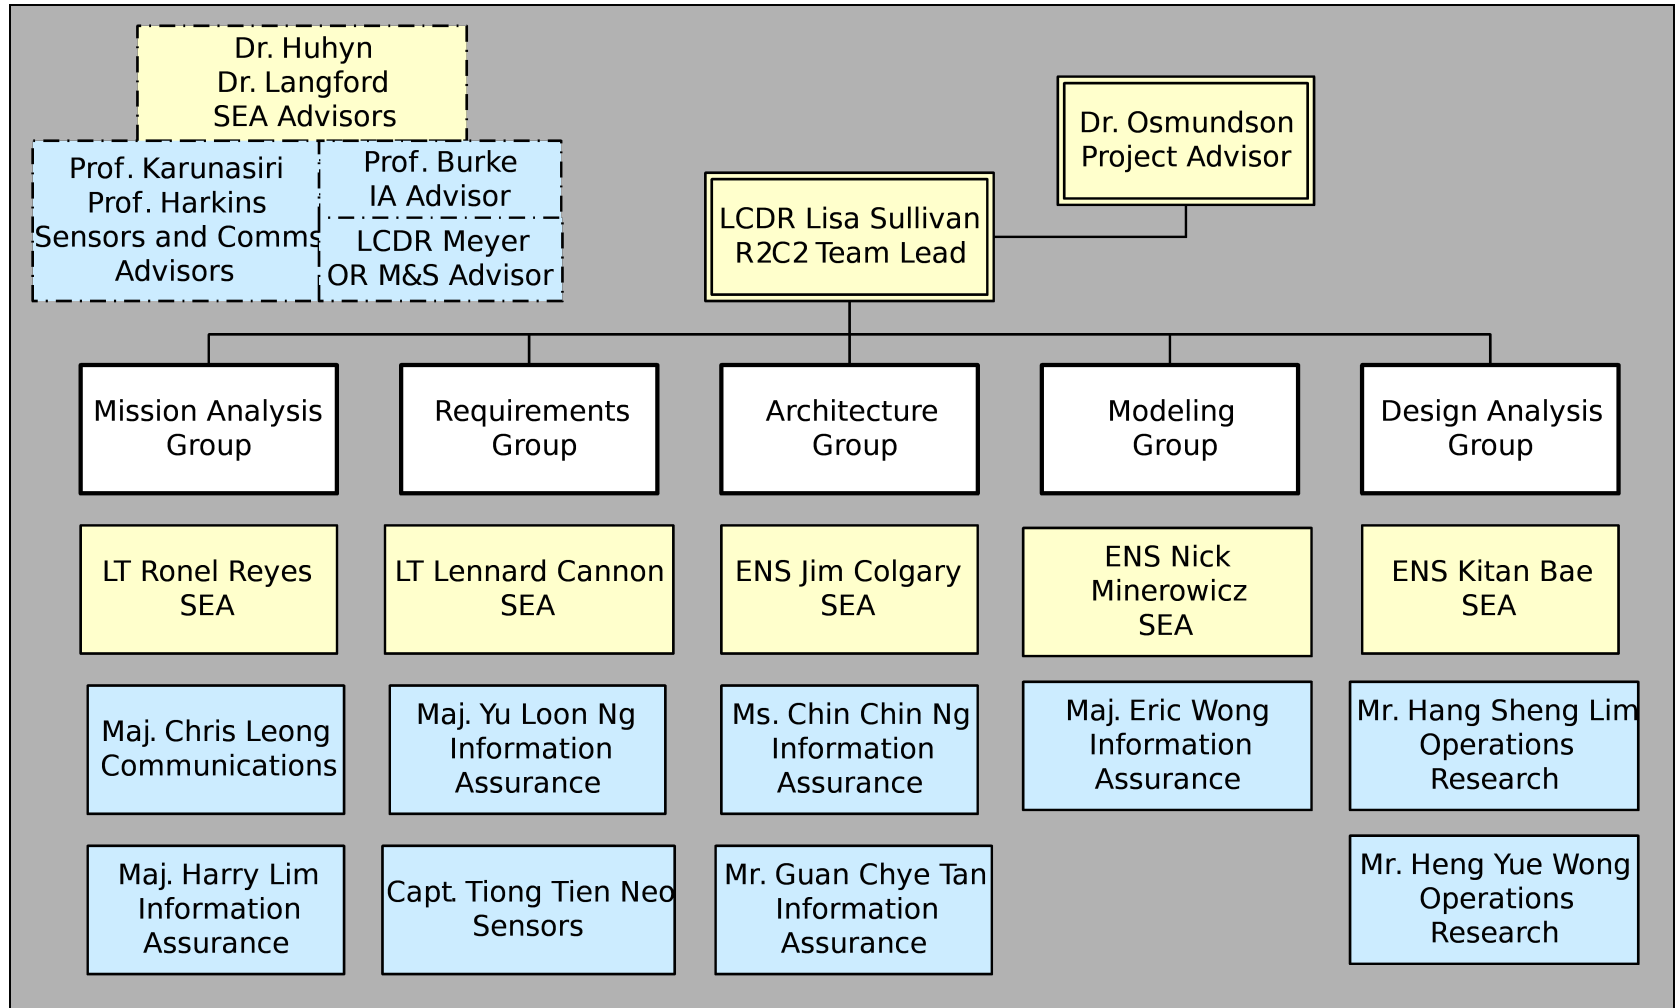 Dr. Huhyn
Dr. Langford
SEA Advisors
Prof. Karunasiri
Prof. Harkins
Sensors and Comms
Advisors
Prof. Burke
IA Advisor
LCDR Meyer
OR M&S Advisor
Dr. Osmundson
Project Advisor
LCDR Lisa Sullivan
R2C2 Team Lead
Mission Analysis
Group
Requirements
Group
Architecture
Group
Modeling
Group
Design Analysis
Group
LT Ronel Reyes
SEA
LT Lennard Cannon
SEA
ENS Jim Colgary
SEA
ENS Nick
Minerowicz
SEA
ENS Kitan Bae
SEA
Maj. Chris Leong
Communications
Maj. Yu Loon Ng
Information
Assurance
Ms. Chin Chin Ng
Information
Assurance
Maj. Eric Wong
Information
Assurance
Mr. Hang Sheng Lim
Operations
Research
Maj. Harry Lim
Information
Assurance
Capt. Tiong Tien Neo
Sensors
Mr. Guan Chye Tan
Information
Assurance
Mr. Heng Yue Wong
Operations
Research